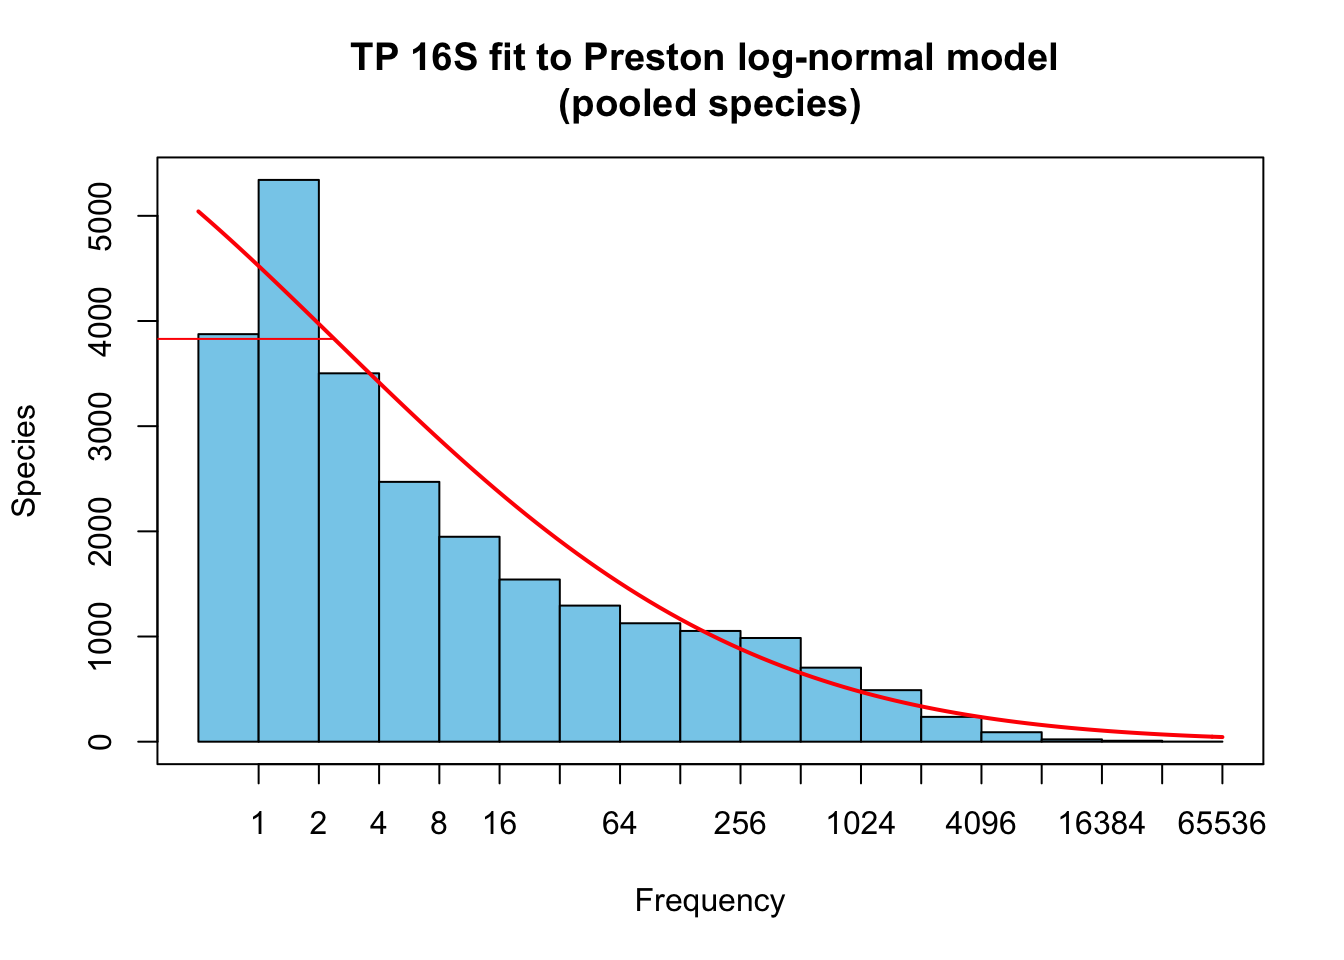 TP 16S fit to Preston log-normal model
(pooled species)
Species
5000
4000
3000
2000
1000
0
1 2 4 8 16 64 256 1024 4096 16384 65536
Frequency